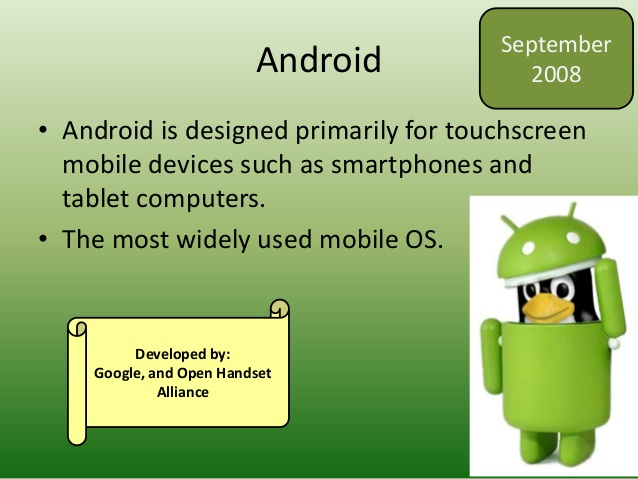 Android
September
2008
• Android is designed primarily for touchscreen
mobile devices such as smartphones and
tablet computers.
• The most widely used mobile OS.
Developed by:
Google, and Open Handset
Alliance